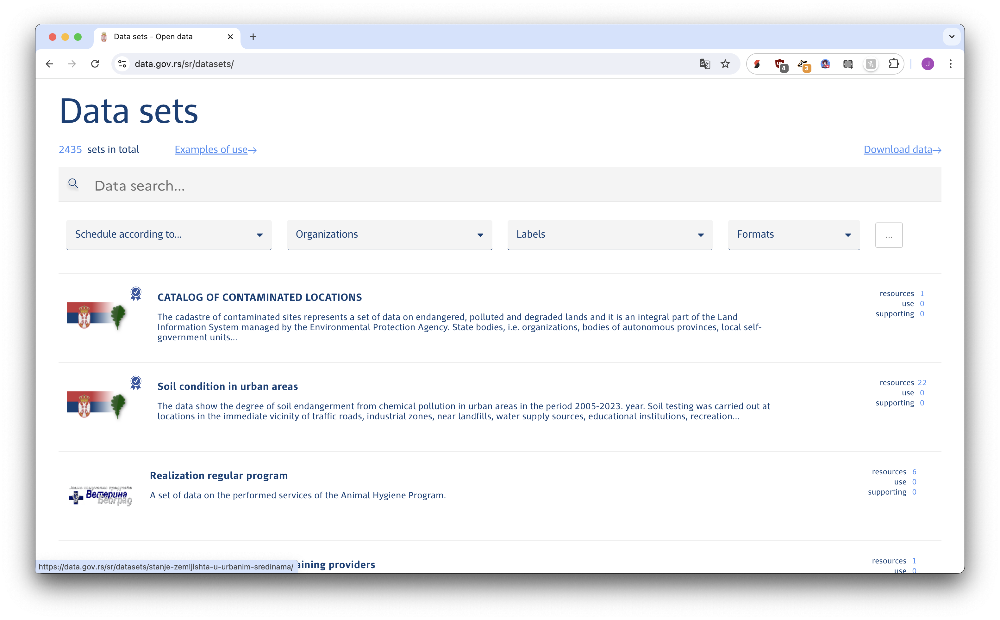 Data sets - Open data
data.gov.rs/sr/datasets/
4
3
J
Data sets
2435 sets in total
Examples of use→
Download data→
Data search...
Schedule according to...
Organizations
Labels
Formats
...
CATALOG OF CONTAMINATED LOCATIONS
The cadastre of contaminated sites represents a set of data on endangered, polluted and degraded lands and it is an integral part of the Land
Information System managed by the Environmental Protection Agency. State bodies, i.e. organizations, bodies of autonomous provinces, local self-
government units...
resources 1
use 0
supporting 0
Soil condition in urban areas
The data show the degree of soil endangerment from chemical pollution in urban areas in the period 2005-2023. year. Soil testing was carried out at
locations in the immediate vicinity of traffic roads, industrial zones, near landfills, water supply sources, educational institutions, recreation...
resources 22
use 0
supporting 0
Ветерина
Београд
Realization regular program
A set of data on the performed services of the Animal Hygiene Program.
resources 6
use 0
supporting 0
aining providers
resources 1
use 0
https://data.gov.rs/sr/datasets/stanje-zemljishta-u-urbanim-sredinama/